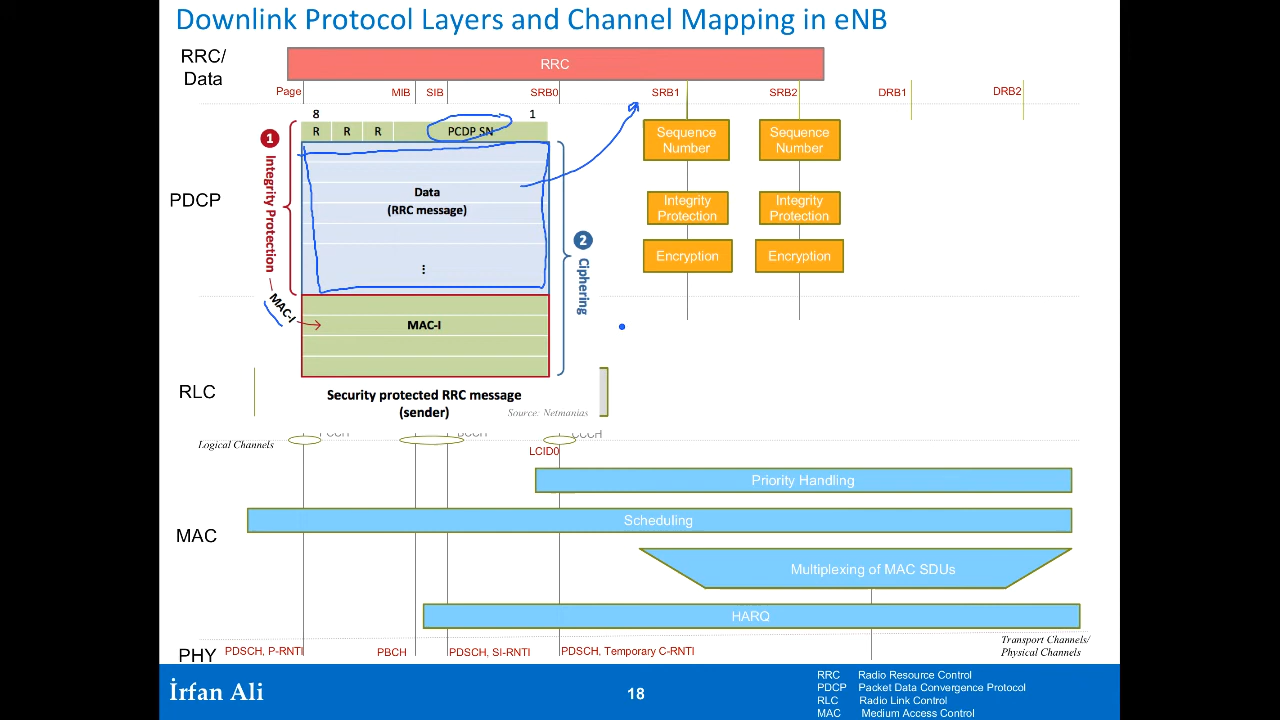 Downlink Protocol Layers and Channel Mapping in eNB
RRC/
Data
RRC
Page
MIB
SIB
SRB0
SRB1
SRB2
DRB1
DRB2
8
1
R
R
R
PCDP SN
1
Integrity Protection
MAC-I
Data
(RRC message)
⋮
2
Ciphering
MAC-I
Security protected RRC message
(sender)
Source: Netmanias
PDCP
Sequence
Number
Sequence
Number
Integrity
Protection
Integrity
Protection
Encryption
Encryption
RLC
Logical Channels
CCCH
LCID0
Priority Handling
MAC
Scheduling
Multiplexing of MAC SDUs
HARQ
Transport Channels/
Physical Channels
PHY
PDSCH, P-RNTI
PBCH
PDSCH, SI-RNTI
PDSCH, Temporary C-RNTI
İrfan Ali
18
RRC Radio Resource Control
PDCP Packet Data Convergence Protocol
RLC Radio Link Control
MAC Medium Access Control